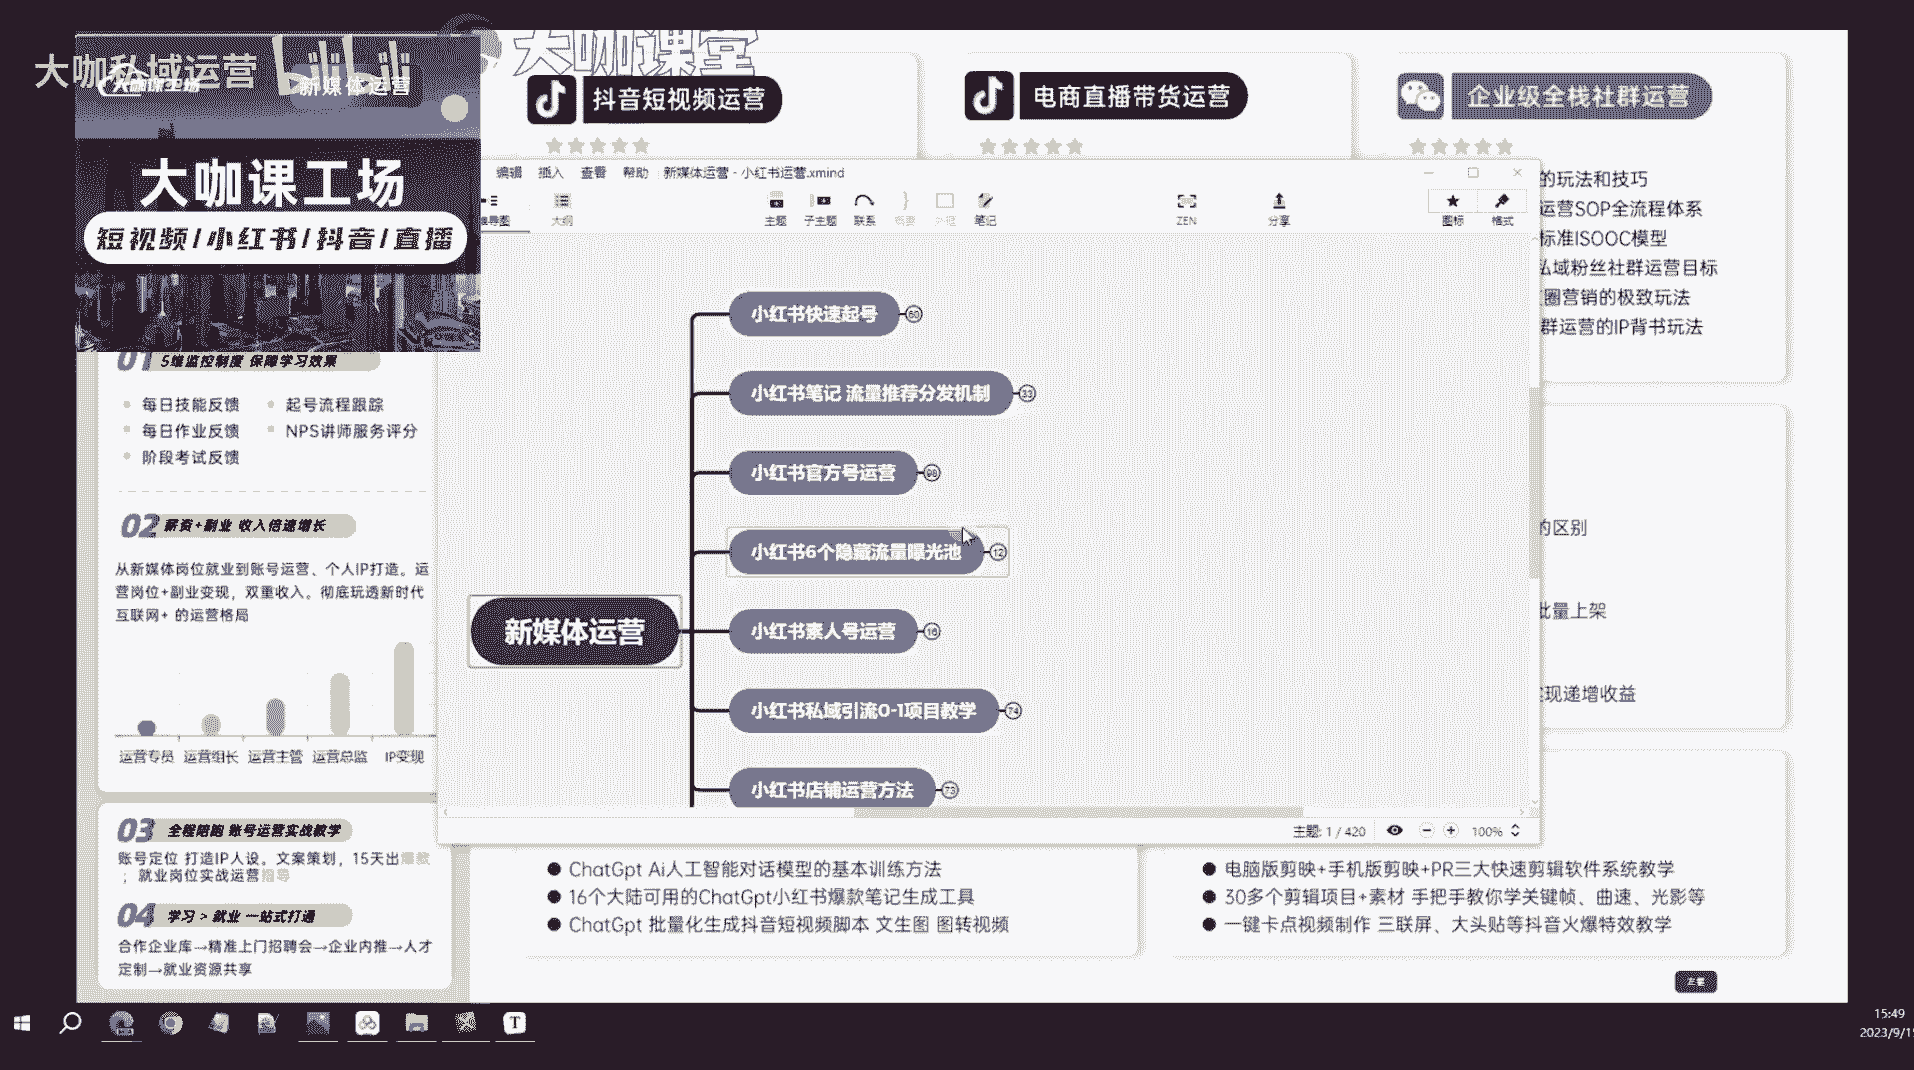 大咖私域运营
大咖课堂
新媒体运营
大咖课工场
短视频/小红书/抖音/直播
抖音短视频运营
电商直播带货运营
企业级全栈社群运营
的玩法和技巧
运营SOP全流程体系
标准ISOOC模型
私域粉丝社群运营目标
圈营销的极致玩法
群运营的IP背书玩法
的区别
批量上架
实现递增收益
01 5维监控制度 保障学习效果
每日技能反馈
起号流程跟踪
每日作业反馈
NPS讲师服务评分
阶段考试反馈
02 薪资+副业 收入倍速增长
从新媒体岗位就业到账号运营、个人IP打造。运
营岗位+副业变现，双重收入。彻底玩透新时代
互联网+ 的运营格局
运营专员 运营组长 运营主管 运营总监 IP变现
03 全程陪跑 账号运营实战教学
账号定位 打造IP人设。文案策划，15天出爆款
；就业岗位实战运营指导
04 学习 > 就业 一站式打通
合作企业库→精准上门招聘会→企业内推→人才
定制→就业资源共享
编辑 插入 查看 帮助 新媒体运营 - 小红书运营.xmind
思维导图 大纲 主题 子主题 联系 概要 外框 笔记 ZEN 分享 图标 格式
小红书快速起号 60
小红书笔记 流量推荐分发机制 33
小红书官方号运营 98
小红书6个隐藏流量曝光池 12
新媒体运营
小红书素人号运营 16
小红书私域引流0-1项目教学 74
小红书店铺运营方法 73
主题: 1 / 420 100%
ChatGpt Ai人工智能对话模型的基本训练方法
16个大陆可用的ChatGpt小红书爆款笔记生成工具
ChatGpt 批量化生成抖音短视频脚本 文生图 图转视频
电脑版剪映+手机版剪映+PR三大快速剪辑软件系统教学
30多个剪辑项目+素材 手把手教你学关键帧、曲速、光影等
一键卡点视频制作 三联屏、大头贴等抖音火爆特效教学
15:49
2023/9/1